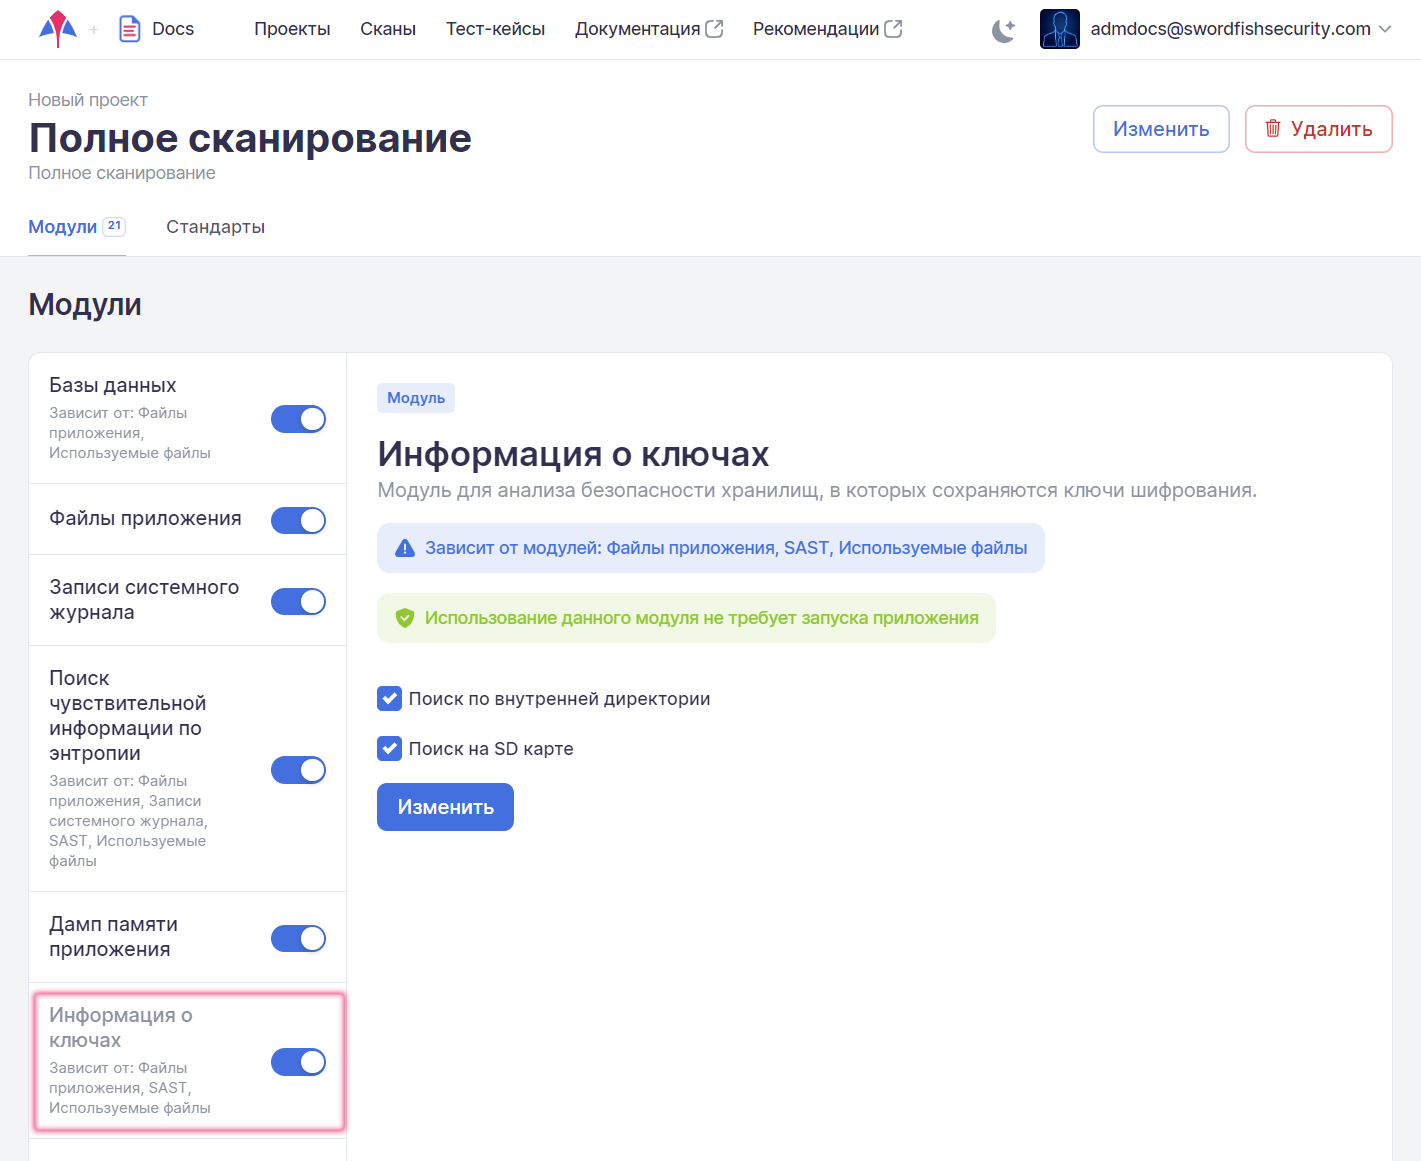 Docs
Проекты
Сканы
Тест-кейсы
Документация
Рекомендации
admdocs@swordfishsecurity.com
Новый проект
Полное сканирование
Полное сканирование
Изменить
Удалить
Модули 21
Стандарты
Модули
Базы данных
Зависит от: Файлы
приложения,
Используемые файлы
Файлы приложения
Записи системного
журнала
Поиск
чувствительной
информации по
энтропии
Зависит от: Файлы
приложения, Записи
системного журнала,
SAST, Используемые
файлы
Дамп памяти
приложения
Информация о
ключах
Зависит от: Файлы
приложения, SAST,
Используемые файлы
Модуль
Информация о ключах
Модуль для анализа безопасности хранилищ, в которых сохраняются ключи шифрования.
Зависит от модулей: Файлы приложения, SAST, Используемые файлы
Использование данного модуля не требует запуска приложения
Поиск по внутренней директории
Поиск на SD карте
Изменить